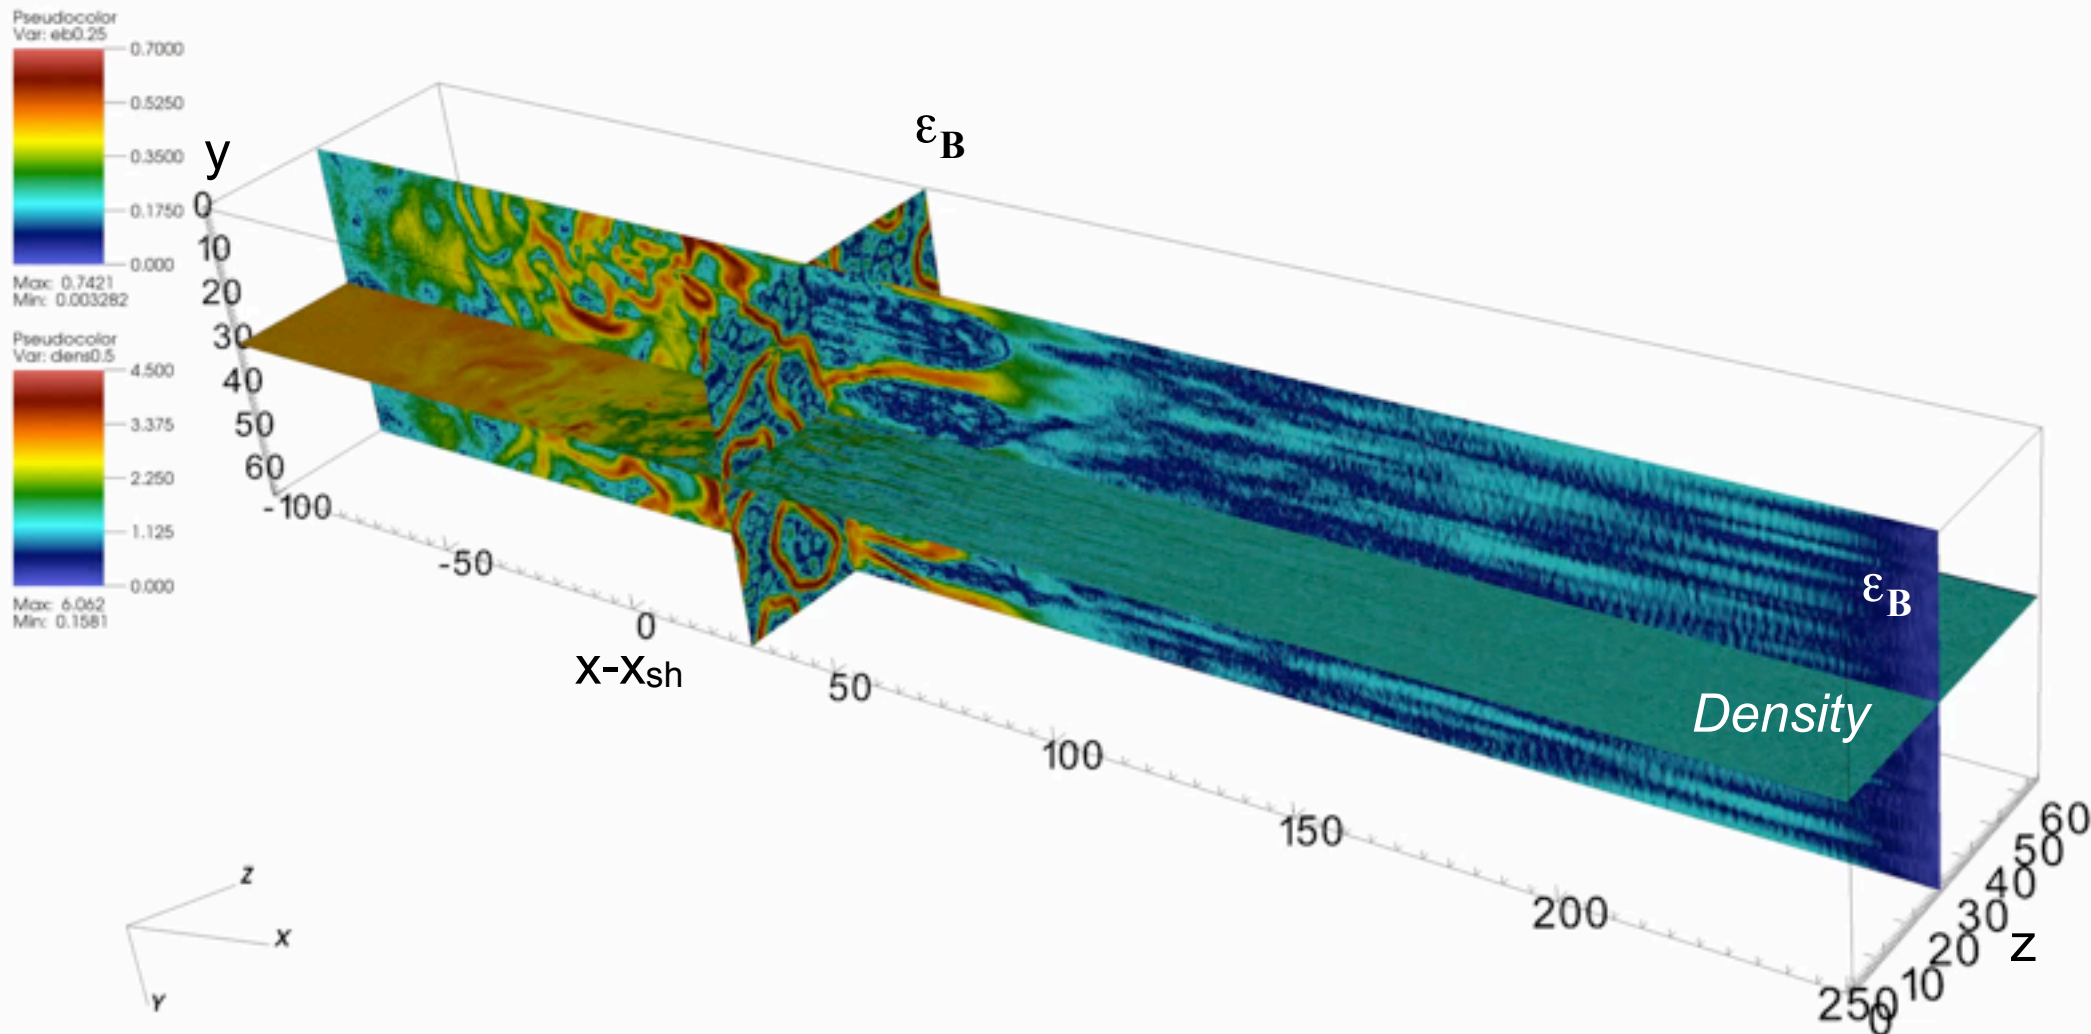 Pseudocolor
Var: eb0.25
0.7000
0.5250
0.3500
0.1750
0.000
Max: 0.7421
Min: 0.003282
Pseudocolor
Var: dens0.5
4.500
3.375
2.250
1.125
0.000
Max: 6.062
Min: 0.1581
y
0
10
20
30
40
50
60
εB
-100
-50
0
50
100
150
200
250
x-xsh
εB
Density
60
50
40
30
20
10
0
z
Z
X
Y